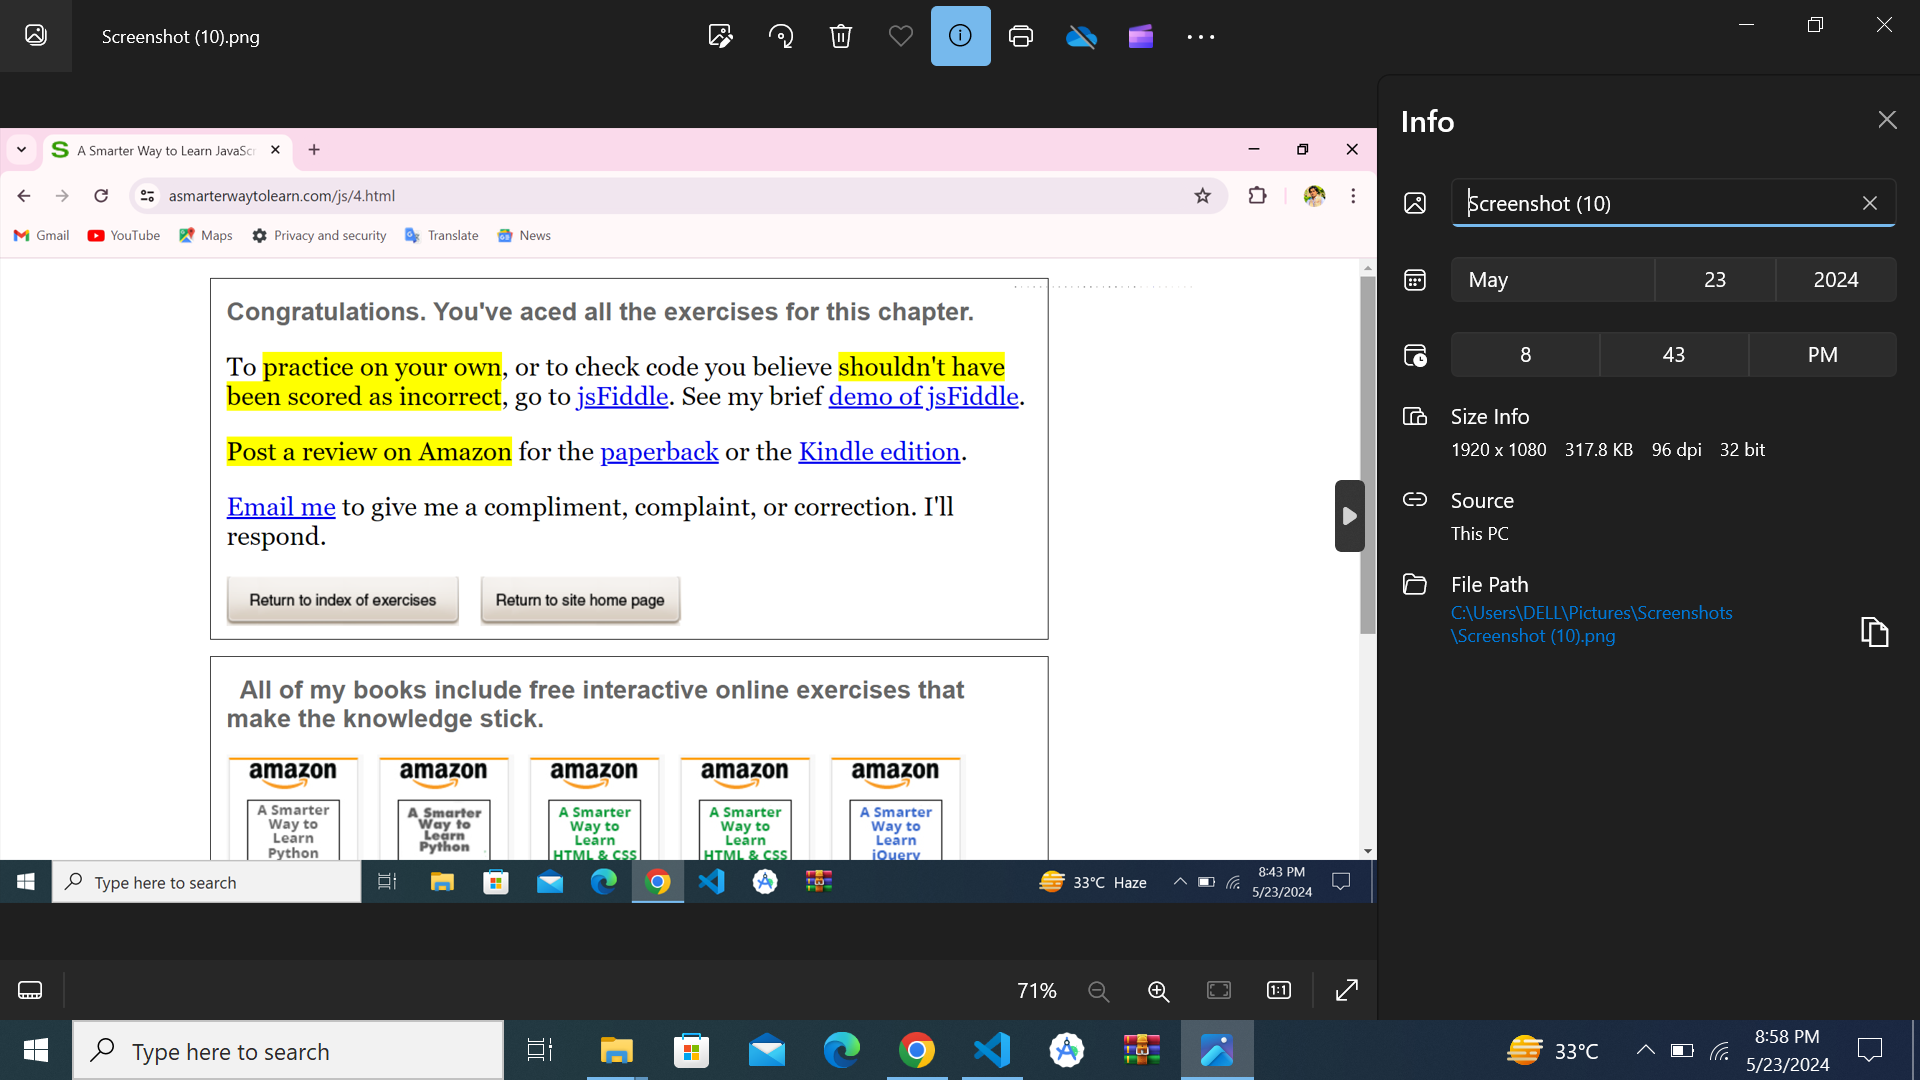 Screenshot (10).png
A Smarter Way to Learn JavaScr
asmarterwaytolearn.com/js/4.html
Gmail YouTube Maps Privacy and security Translate News
Congratulations. You've aced all the exercises for this chapter.
To practice on your own, or to check code you believe shouldn't have
been scored as incorrect, go to jsFiddle. See my brief demo of jsFiddle.
Post a review on Amazon for the paperback or the Kindle edition.
Email me to give me a compliment, complaint, or correction. I'll
respond.
Return to index of exercises Return to site home page
All of my books include free interactive online exercises that
make the knowledge stick.
amazon amazon amazon amazon amazon
A Smarter
Way to
Learn
Python
A Smarter
Way to
Learn
Python
A Smarter
Way to
Learn
HTML & CSS
A Smarter
Way to
Learn
HTML & CSS
A Smarter
Way to
Learn
jQuery
Type here to search
33°C Haze
8:43 PM
5/23/2024
71%
1:1
Info
Screenshot (10)
May 23 2024
8 43 PM
Size Info
1920 x 1080 317.8 KB 96 dpi 32 bit
Source
This PC
File Path
C:\Users\DELL\Pictures\Screenshots
\Screenshot (10).png
Type here to search
33°C
8:58 PM
5/23/2024